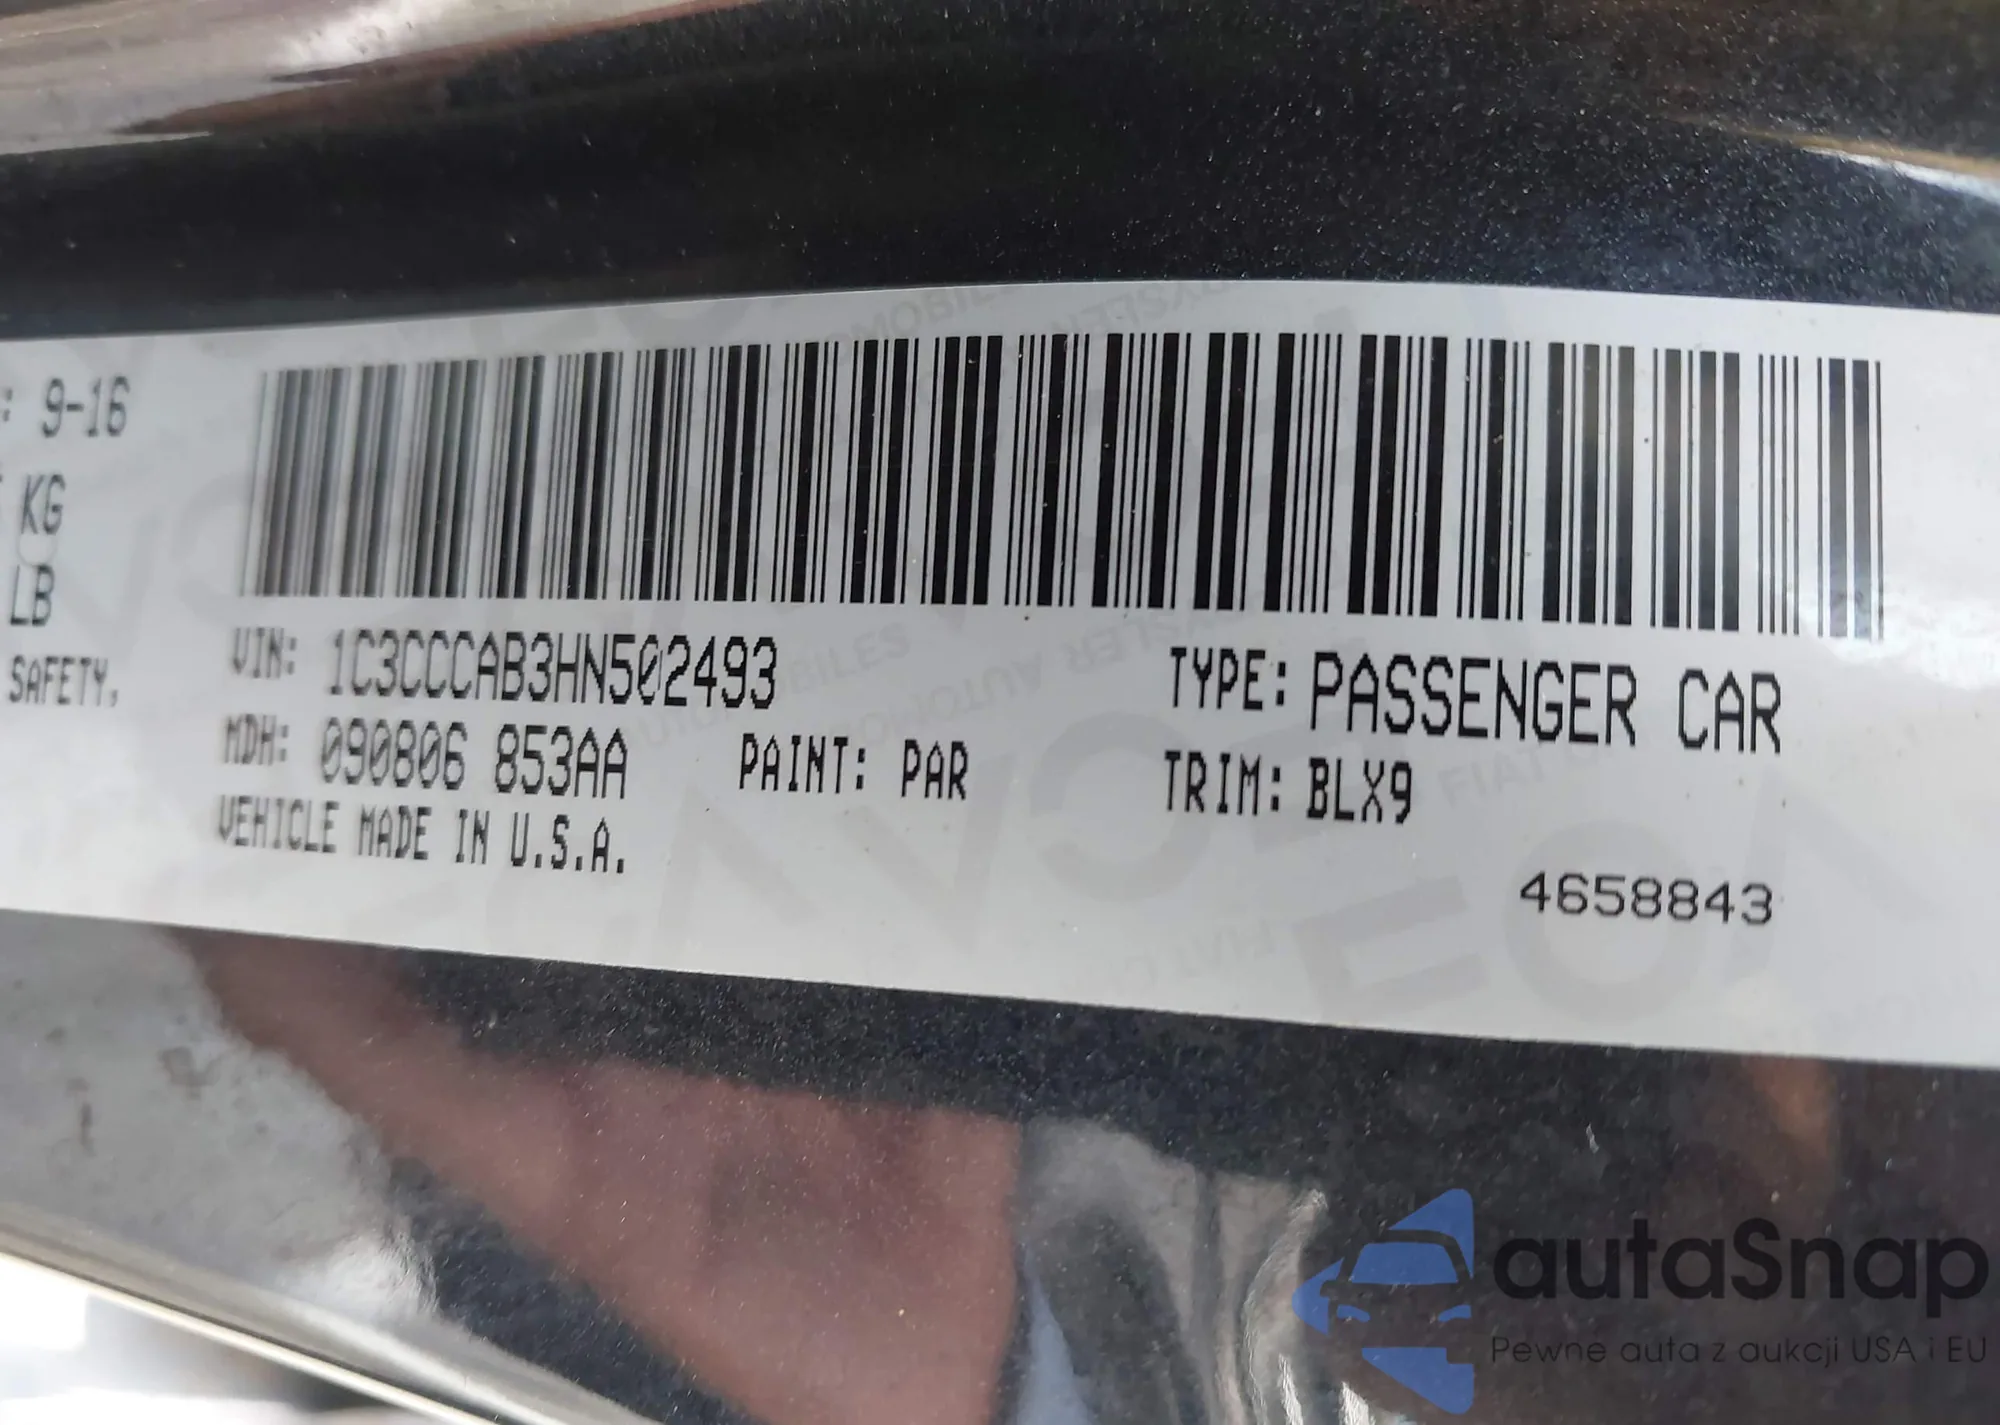 : 9-16
KG
LB
SAFETY,
VIN: 1C3CCCAB3HN502493
TYPE: PASSENGER CAR
MDH: 090806 853AA
PAINT: PAR
TRIM: BLX9
VEHICLE MADE IN U.S.A.
4658843
autaSnap
Pewne auta z aukcji USA i EU